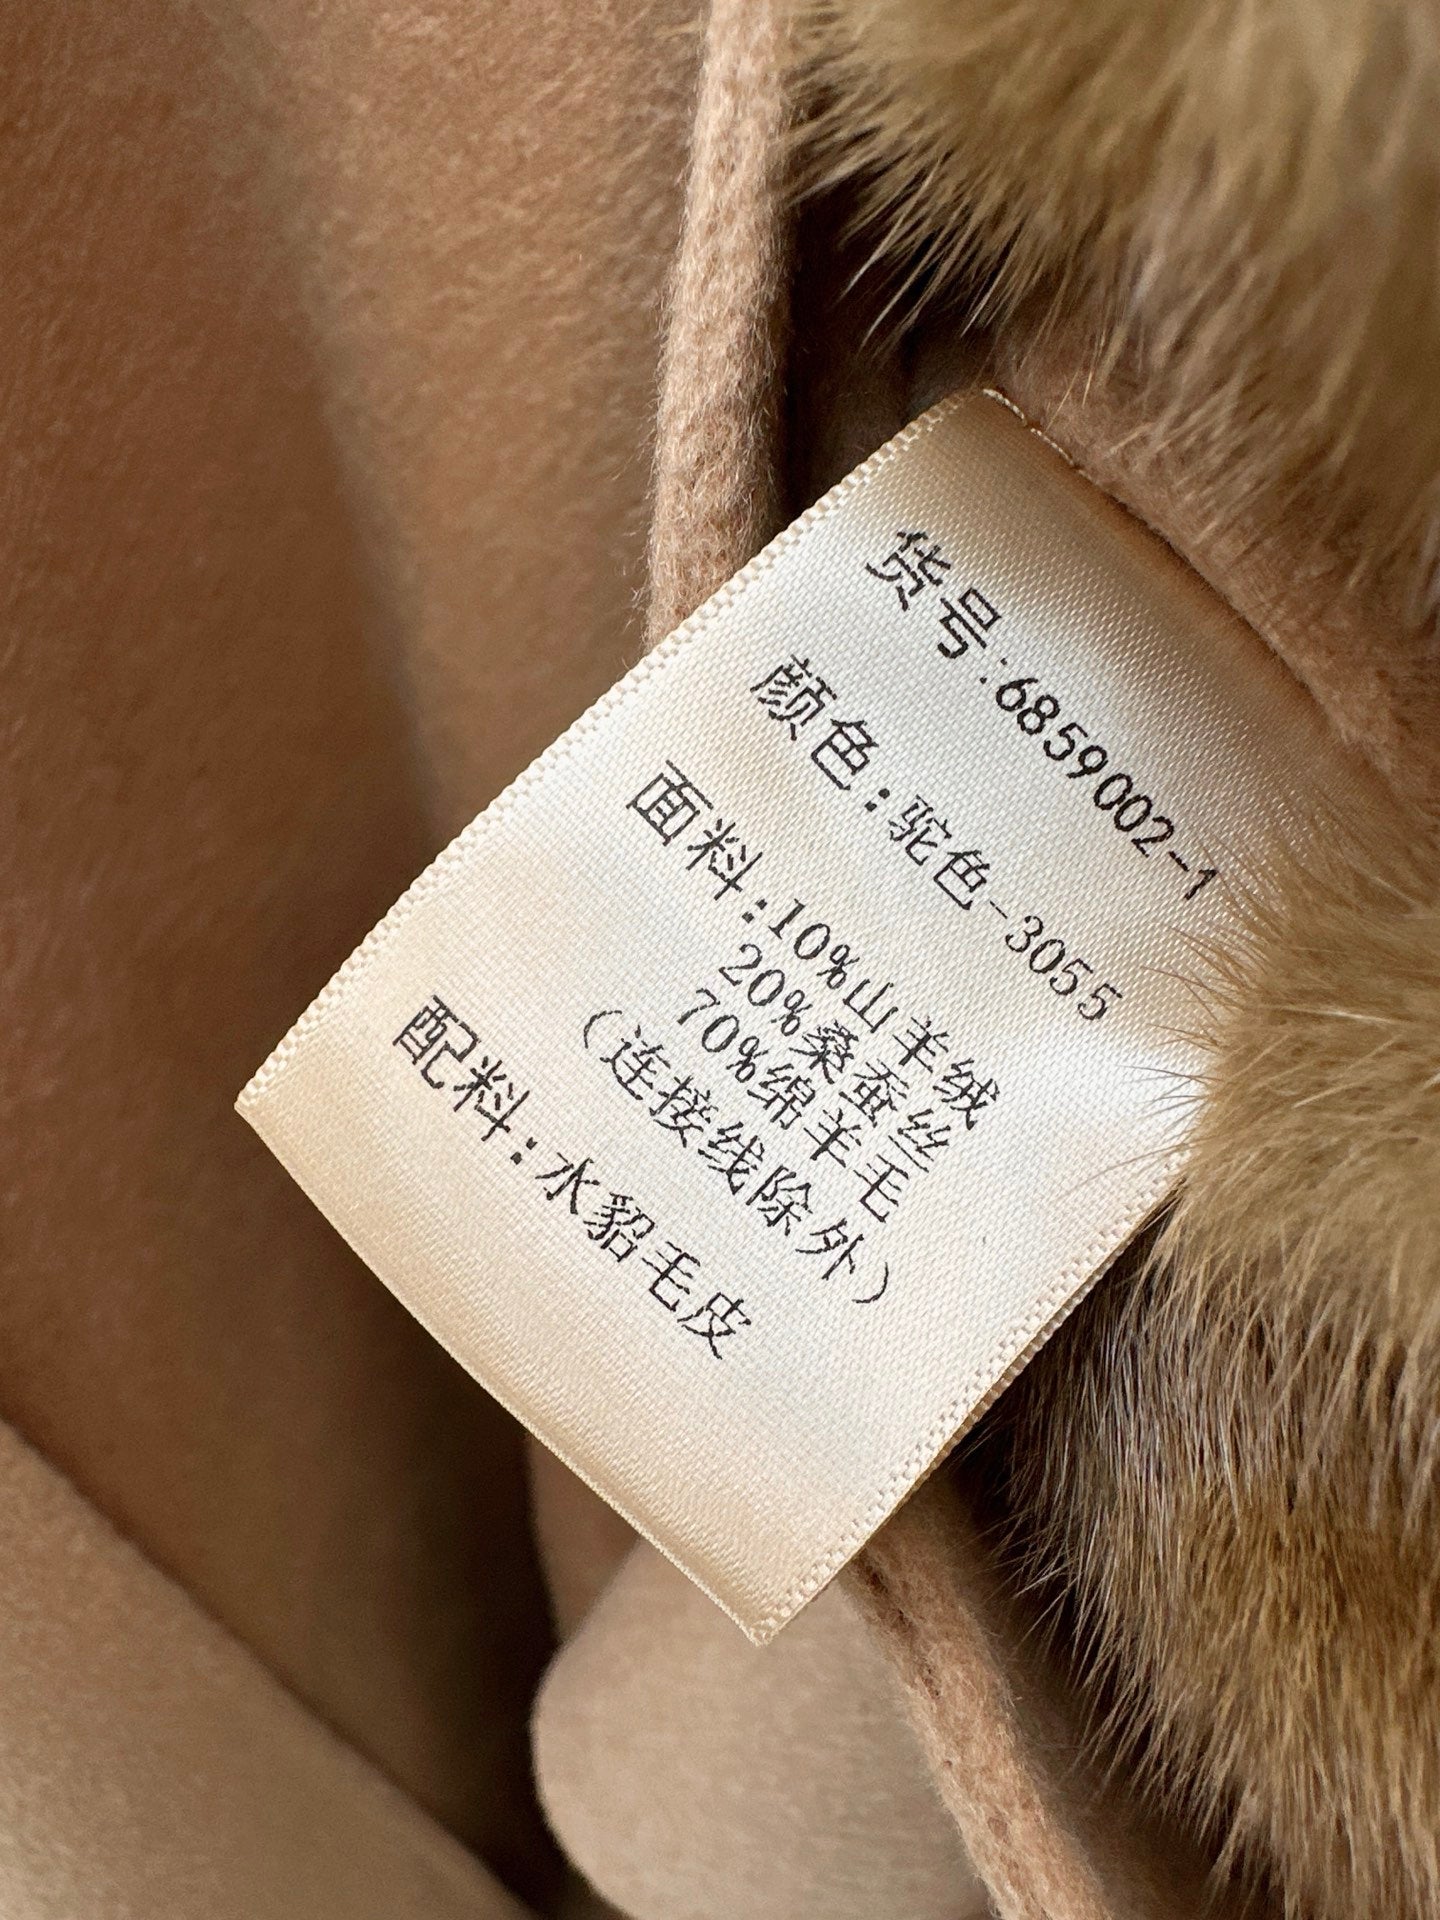 货号:6859002-1
颜色:驼色-3055
面料:10%山羊绒
20%桑蚕丝
70%绵羊毛
（连接线除外）
配料:水貂毛皮